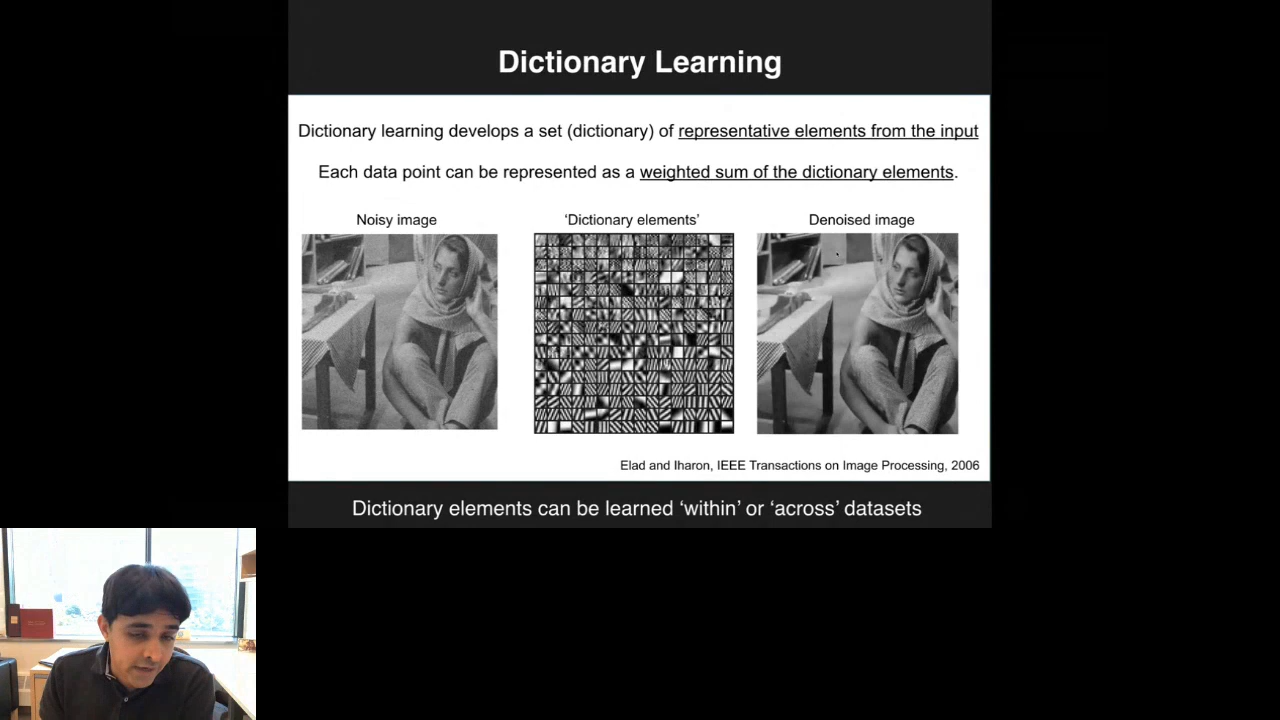 Dictionary Learning
Dictionary learning develops a set (dictionary) of representative elements from the input
Each data point can be represented as a weighted sum of the dictionary elements.
Noisy image
‘Dictionary elements’
Denoised image
Elad and Iharon, IEEE Transactions on Image Processing, 2006
Dictionary elements can be learned ‘within’ or ‘across’ datasets